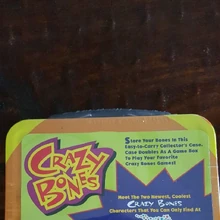 CRAZY
BONES
Store Your Bones In This
Easy-to-Carry Collector's Case.
Case Doubles As A Game Box
To Play Your Favorite
Crazy Bones Games!
Meet The Two Newest, Coolest
CRAZY BONES
Characters That You Can Only Find At